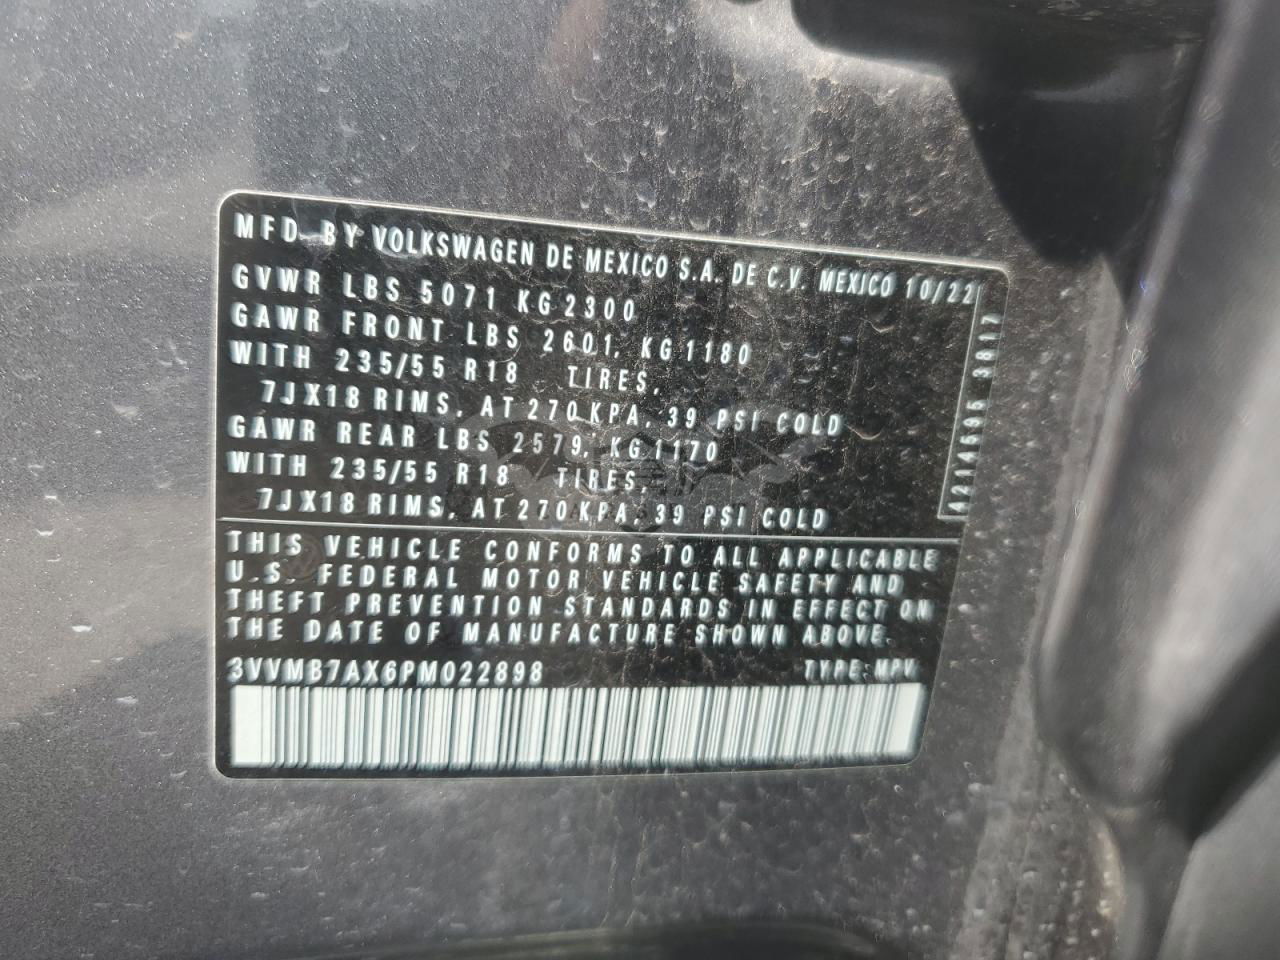 MFD. BY VOLKSWAGEN DE MEXICO S.A. DE C.V. MEXICO 10/22
GVWR LBS 5071 KG 2300
GAWR FRONT LBS 2601, KG 1180
WITH 235/55 R18 TIRES,
7JX18 RIMS, AT 270 KPA, 39 PSI COLD
GAWR REAR LBS 2579, KG 1170
WITH 235/55 R18 TIRES,
7JX18 RIMS, AT 270 KPA, 39 PSI COLD
THIS VEHICLE CONFORMS TO ALL APPLICABLE
U.S. FEDERAL MOTOR VEHICLE SAFETY AND
THEFT PREVENTION STANDARDS IN EFFECT ON
THE DATE OF MANUFACTURE SHOWN ABOVE.
3VVMB7AX6PM022898 TYPE: MPV